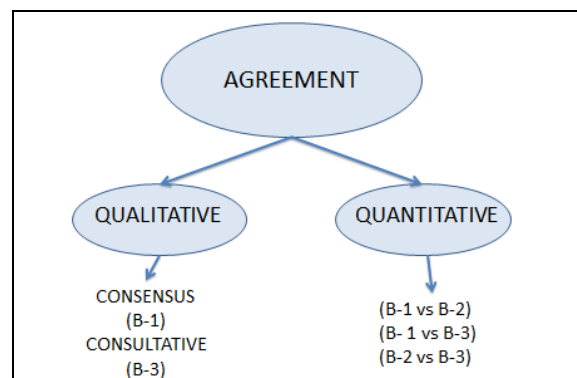 AGREEMENT
QUALITATIVE
QUANTITATIVE
CONSENSUS
(B-1)
CONSULTATIVE
(B-3)
(B-1 vs B-2)
(B- 1 vs B-3)
(B-2 vs B-3)